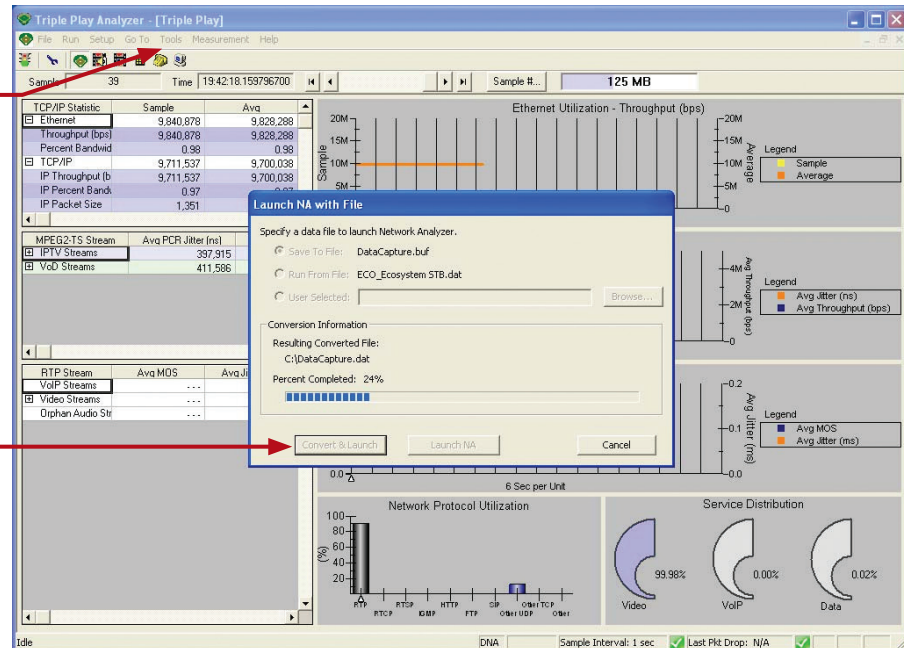 Triple Play Analyzer - [Triple Play]
File Run Setup Go To Tools Measurement Help
Sample 39 Time 19:42:18.159796700 Sample #... 125 MB
TCP/IP Statistic Sample Avg
Ethernet 9,840,878 9,828,288
Throughput (bps) 9,840,878 9,828,288
Percent Bandwid 0.98 0.98
TCP/IP 9,711,537 9,700,038
IP Throughput (b 9,711,537 9,700,038
IP Percent Bandv 0.97
IP Packet Size 1,351
MPEG2-TS Stream Avg PCR Jitter (ns)
IPTV Streams 397,915
VoD Streams 411,586
RTP Stream Avg MOS Avg Ji
VoIP Streams ---
Video Streams ---
Orphan Audio Str ---
Ethernet Utilization - Throughput (bps)
20M 20M
15M 15M
10M 10M
5M 5M
0
Sample
Average
Legend
Sample
Average
Launch NA with File
Specify a data file to launch Network Analyzer.
Save To File: DataCapture.buf
Run From File: ECO_Ecosystem STB.dat
User Selected: Browse...
Conversion Information
Resulting Converted File:
C:\DataCapture.dat
Percent Completed: 24%
Convert & Launch Launch NA Cancel
4M
2M
0
Avg Throughput (bps)
Legend
Avg Jitter (ns)
Avg Throughput (bps)
0.2
0.1
0.0 0.0
Avg Jitter (ms)
Legend
Avg MOS
Avg Jitter (ms)
6 Sec per Unit
Network Protocol Utilization
100
80
60
40
20
(%)
RTP RTSP HTTP SIP Other TCP
RTCP IGMP FTP Other UDP Other
Service Distribution
99.98% 0.00% 0.02%
Video VoIP Data
Idle DNA Sample Interval: 1 sec Last Pkt Drop: N/A